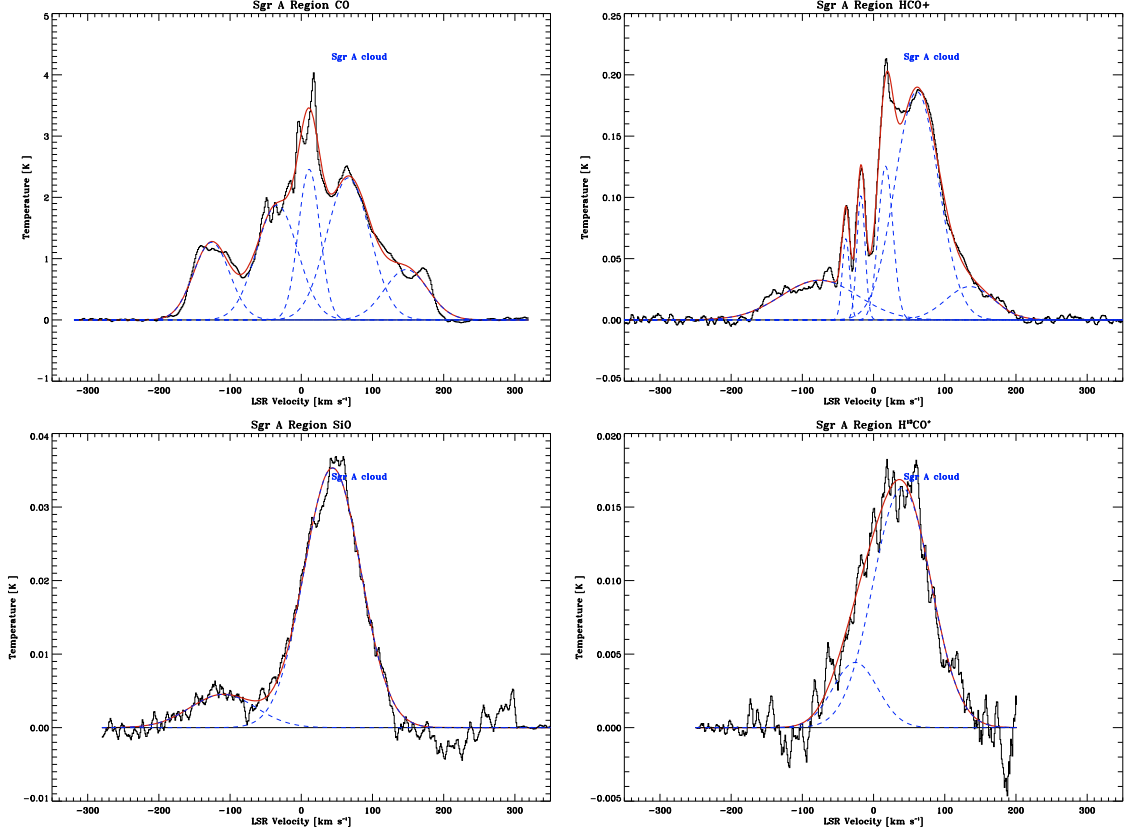 Sgr A Region CO
Sgr A cloud
5
4
3
2
1
0
−1
Temperature [K ]
−300 −200 −100 0 100 200 300
LSR Velocity [km s⁻¹]
Sgr A Region HCO+
Sgr A cloud
0.25
0.20
0.15
0.10
0.05
0.00
−0.05
Temperature [K ]
−300 −200 −100 0 100 200 300
LSR Velocity [km s⁻¹]
Sgr A Region SiO
Sgr A cloud
0.04
0.03
0.02
0.01
0.00
−0.01
Temperature [K ]
−300 −200 −100 0 100 200 300
LSR Velocity [km s⁻¹]
Sgr A Region H¹³CO⁺
Sgr A cloud
0.020
0.015
0.010
0.005
0.000
−0.005
Temperature [K ]
−300 −200 −100 0 100 200 300
LSR Velocity [km s⁻¹]